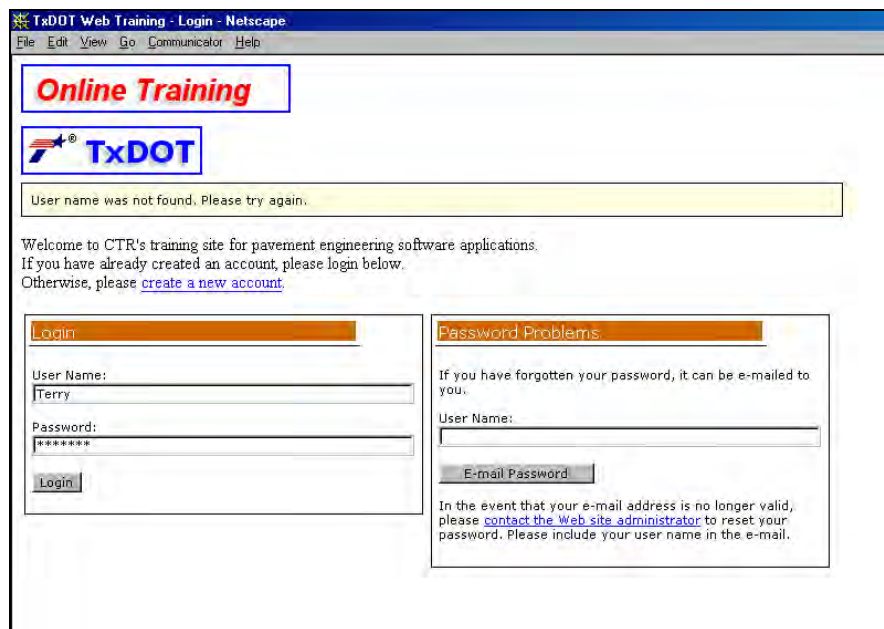 TxDOT Web Training - Login - Netscape
File Edit View Go Communicator Help
Online Training
® TxDOT
User name was not found. Please try again.
Welcome to CTR's training site for pavement engineering software applications.
If you have already created an account, please login below.
Otherwise, please create a new account.
Login
User Name:
Terry
Password:
*******
Login
Password Problems
If you have forgotten your password, it can be e-mailed to
you.
User Name:
E-mail Password
In the event that your e-mail address is no longer valid,
please contact the Web site administrator to reset your
password. Please include your user name in the e-mail.